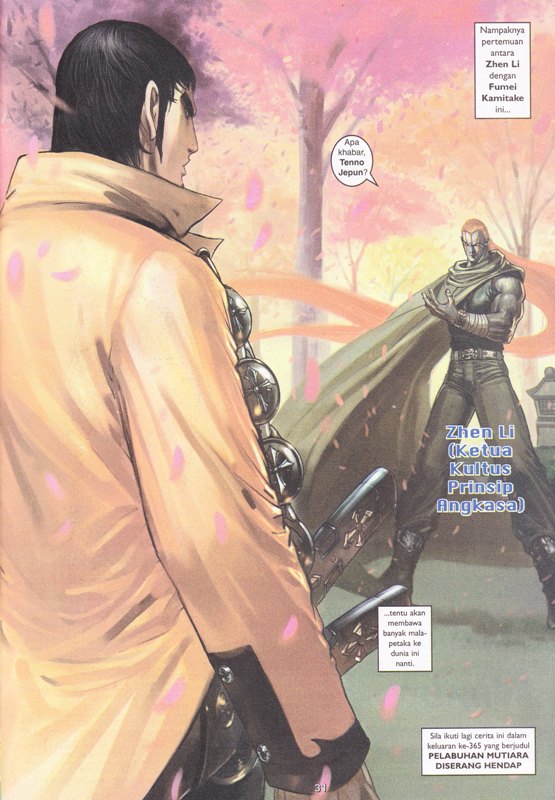 Nampaknya
pertemuan
antara
Zhen Li
dengan
Fumei
Kamitake
ini...
Apa
khabar,
Tenno
Jepun?
Zhen Li
(Ketua
Kultus
Prinsip
Angkasa)
...tentu akan
membawa
banyak mala-
petaka ke
dunia ini
nanti.
Sila ikuti lagi cerita ini dalam
keluaran ke-365 yang berjudul
PELABUHAN MUTIARA
DISERANG HENDAP
31